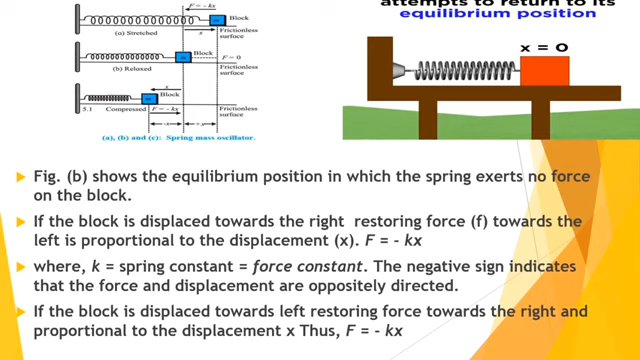 attempts to return to its
equilibrium position
F = - kx
Block
m
x
(a) Stretched
Frictionless
surface
Block
m
F = 0
(b) Relaxed
Frictionless
surface
x
Block
m
5.1 Compressed
F = - kx
Frictionless
surface
-x
+x
(a), (b) and (c): Spring mass oscillator.
x = 0
Fig. (b) shows the equilibrium position in which the spring exerts no force
on the block.
If the block is displaced towards the right restoring force (f) towards the
left is proportional to the displacement (x). F = - kx
where, k = spring constant = force constant. The negative sign indicates
that the force and displacement are oppositely directed.
If the block is displaced towards left restoring force towards the right and
proportional to the displacement x Thus, F = - kx